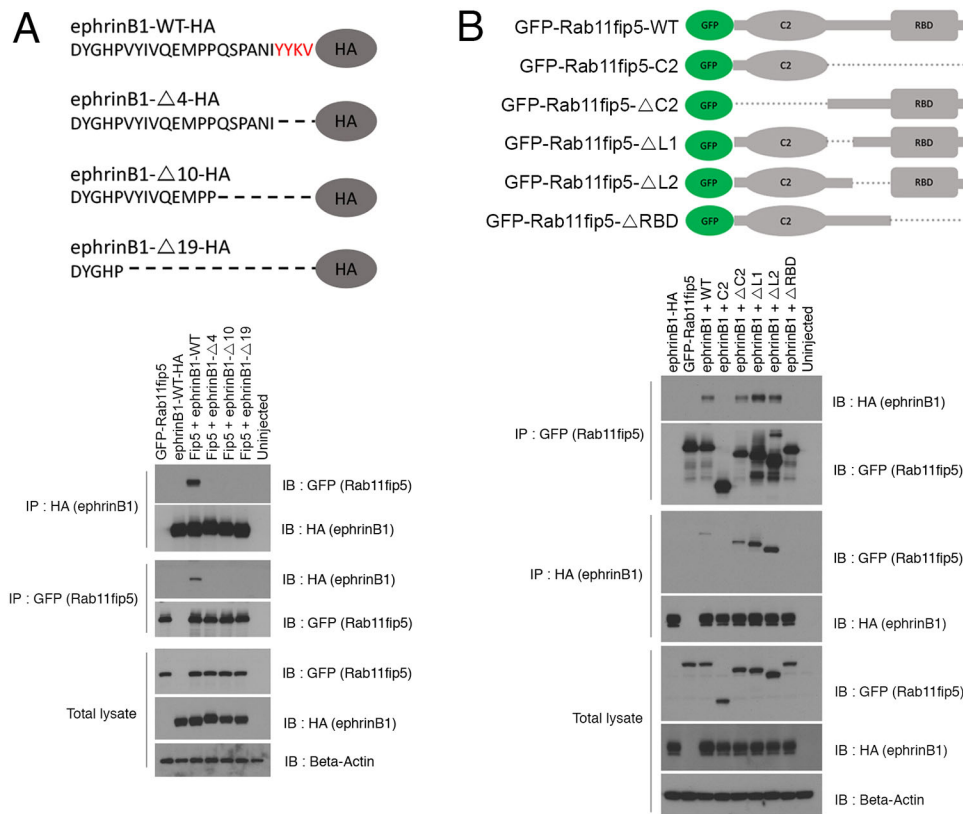 A
ephrinB1-WT-HA
DYGHPVYIVQEMPPQSPANIYYKV
HA
ephrinB1-△4-HA
DYGHPVYIVQEMPPQSPANI
HA
ephrinB1-△10-HA
DYGHPVYIVQEMPP
HA
ephrinB1-△19-HA
DYGHP
HA
GFP-Rab11fip5
ephrinB1-WT-HA
Fip5 + ephrinB1-WT
Fip5 + ephrinB1-△4
Fip5 + ephrinB1-△10
Fip5 + ephrinB1-△19
Uninjected
IP : HA (ephrinB1)
IB : GFP (Rab11fip5)
IB : HA (ephrinB1)
IP : GFP (Rab11fip5)
IB : HA (ephrinB1)
IB : GFP (Rab11fip5)
Total lysate
IB : GFP (Rab11fip5)
IB : HA (ephrinB1)
IB : Beta-Actin
B
GFP-Rab11fip5-WT
GFP
C2
RBD
GFP-Rab11fip5-C2
GFP
C2
GFP-Rab11fip5-△C2
GFP
RBD
GFP-Rab11fip5-△L1
GFP
C2
RBD
GFP-Rab11fip5-△L2
GFP
C2
RBD
GFP-Rab11fip5-△RBD
GFP
C2
ephrinB1-HA
GFP-Rab11fip5
ephrinB1 + WT
ephrinB1 + C2
ephrinB1 + △C2
ephrinB1 + △L1
ephrinB1 + △L2
ephrinB1 + △RBD
Uninjected
IP : GFP (Rab11fip5)
IB : HA (ephrinB1)
IB : GFP (Rab11fip5)
IP : HA (ephrinB1)
IB : GFP (Rab11fip5)
IB : HA (ephrinB1)
Total lysate
IB : GFP (Rab11fip5)
IB : HA (ephrinB1)
IB : Beta-Actin